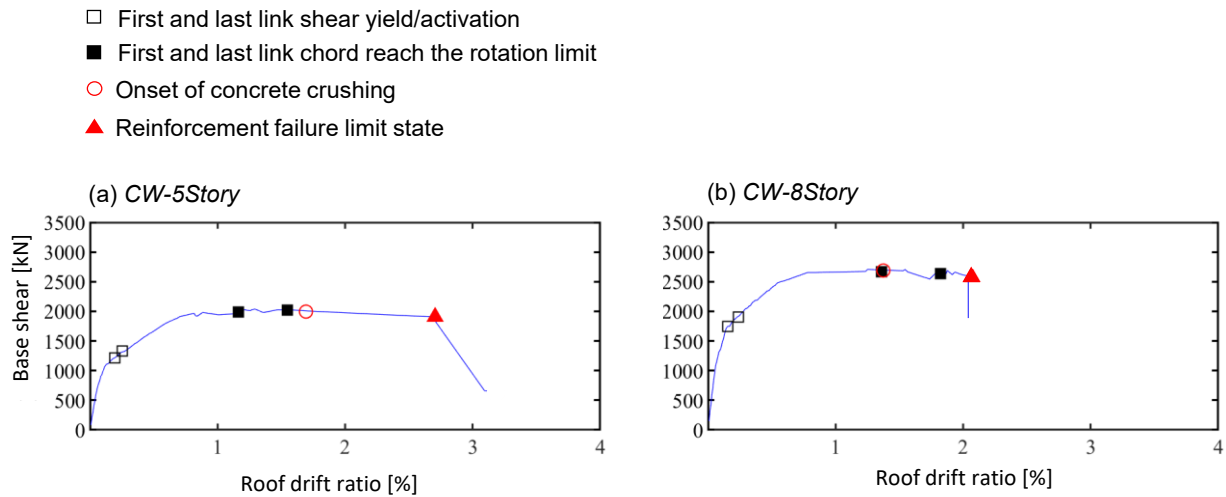 First and last link shear yield/activation
First and last link chord reach the rotation limit
Onset of concrete crushing
Reinforcement failure limit state
(a) CW-5Story
3500
3000
2500
2000
1500
1000
500
0
1
2
3
4
Base shear [kN]
Roof drift ratio [%]
(b) CW-8Story
3500
3000
2500
2000
1500
1000
500
0
1
2
3
4
Roof drift ratio [%]